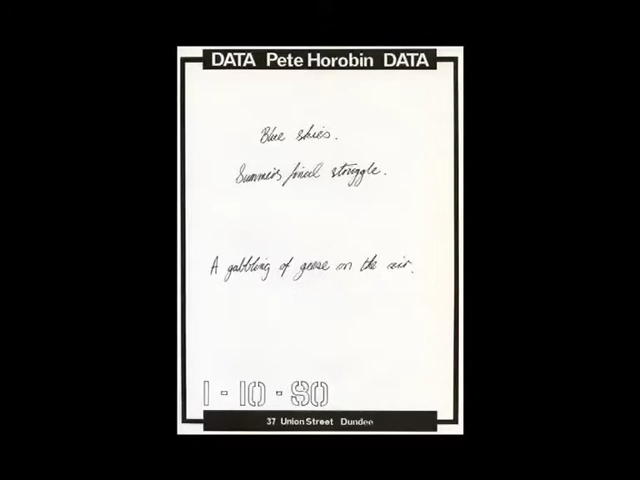 DATA Pete Horobin DATA
Blue skies.
Summers final struggle.
A gabbling of geese on the air.
1-10-80
37 Union Street Dundee